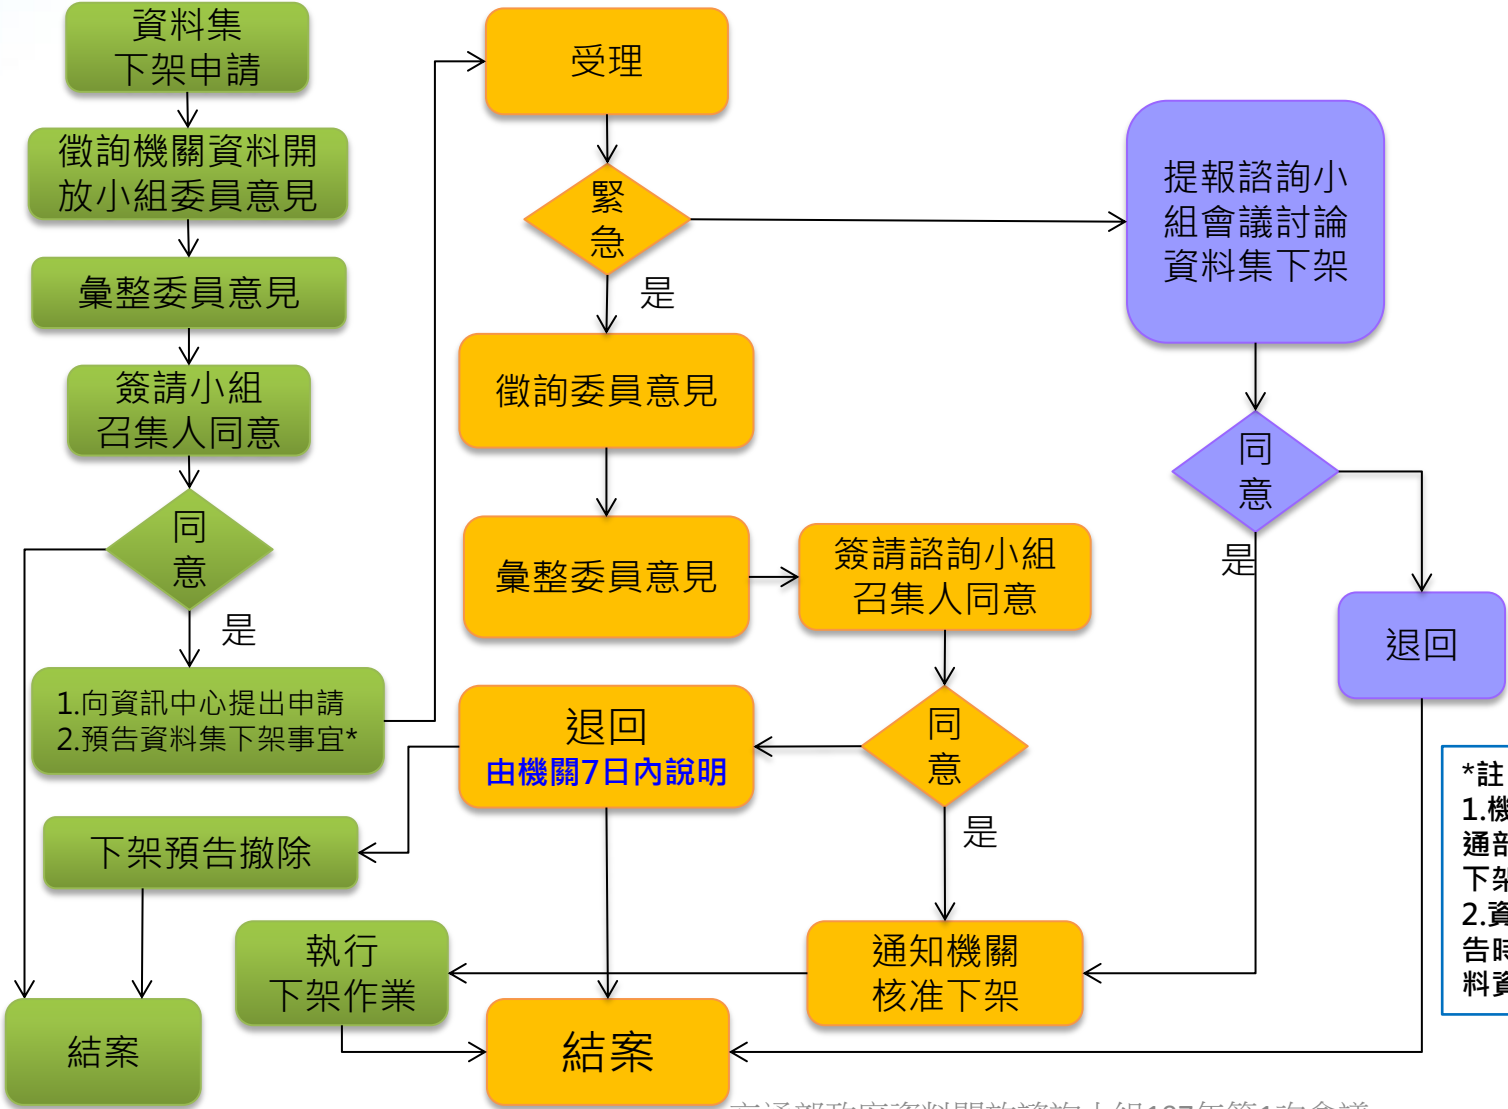 資料集
下架申請
徵詢機關資料開
放小組委員意見
彙整委員意見
簽請小組
召集人同意
同
意
是
1.向資訊中心提出申請
2.預告資料集下架事宜*
下架預告撤除
結案
受理
緊
急
是
徵詢委員意見
彙整委員意見
簽請諮詢小組
召集人同意
同
意
是
退回
由機關7日內說明
通知機關
核准下架
執行
下架作業
結案
提報諮詢小
組會議討論
資料集下架
同
意
是
退回
*註
1.機
通部
下架
2.資
告時
料資